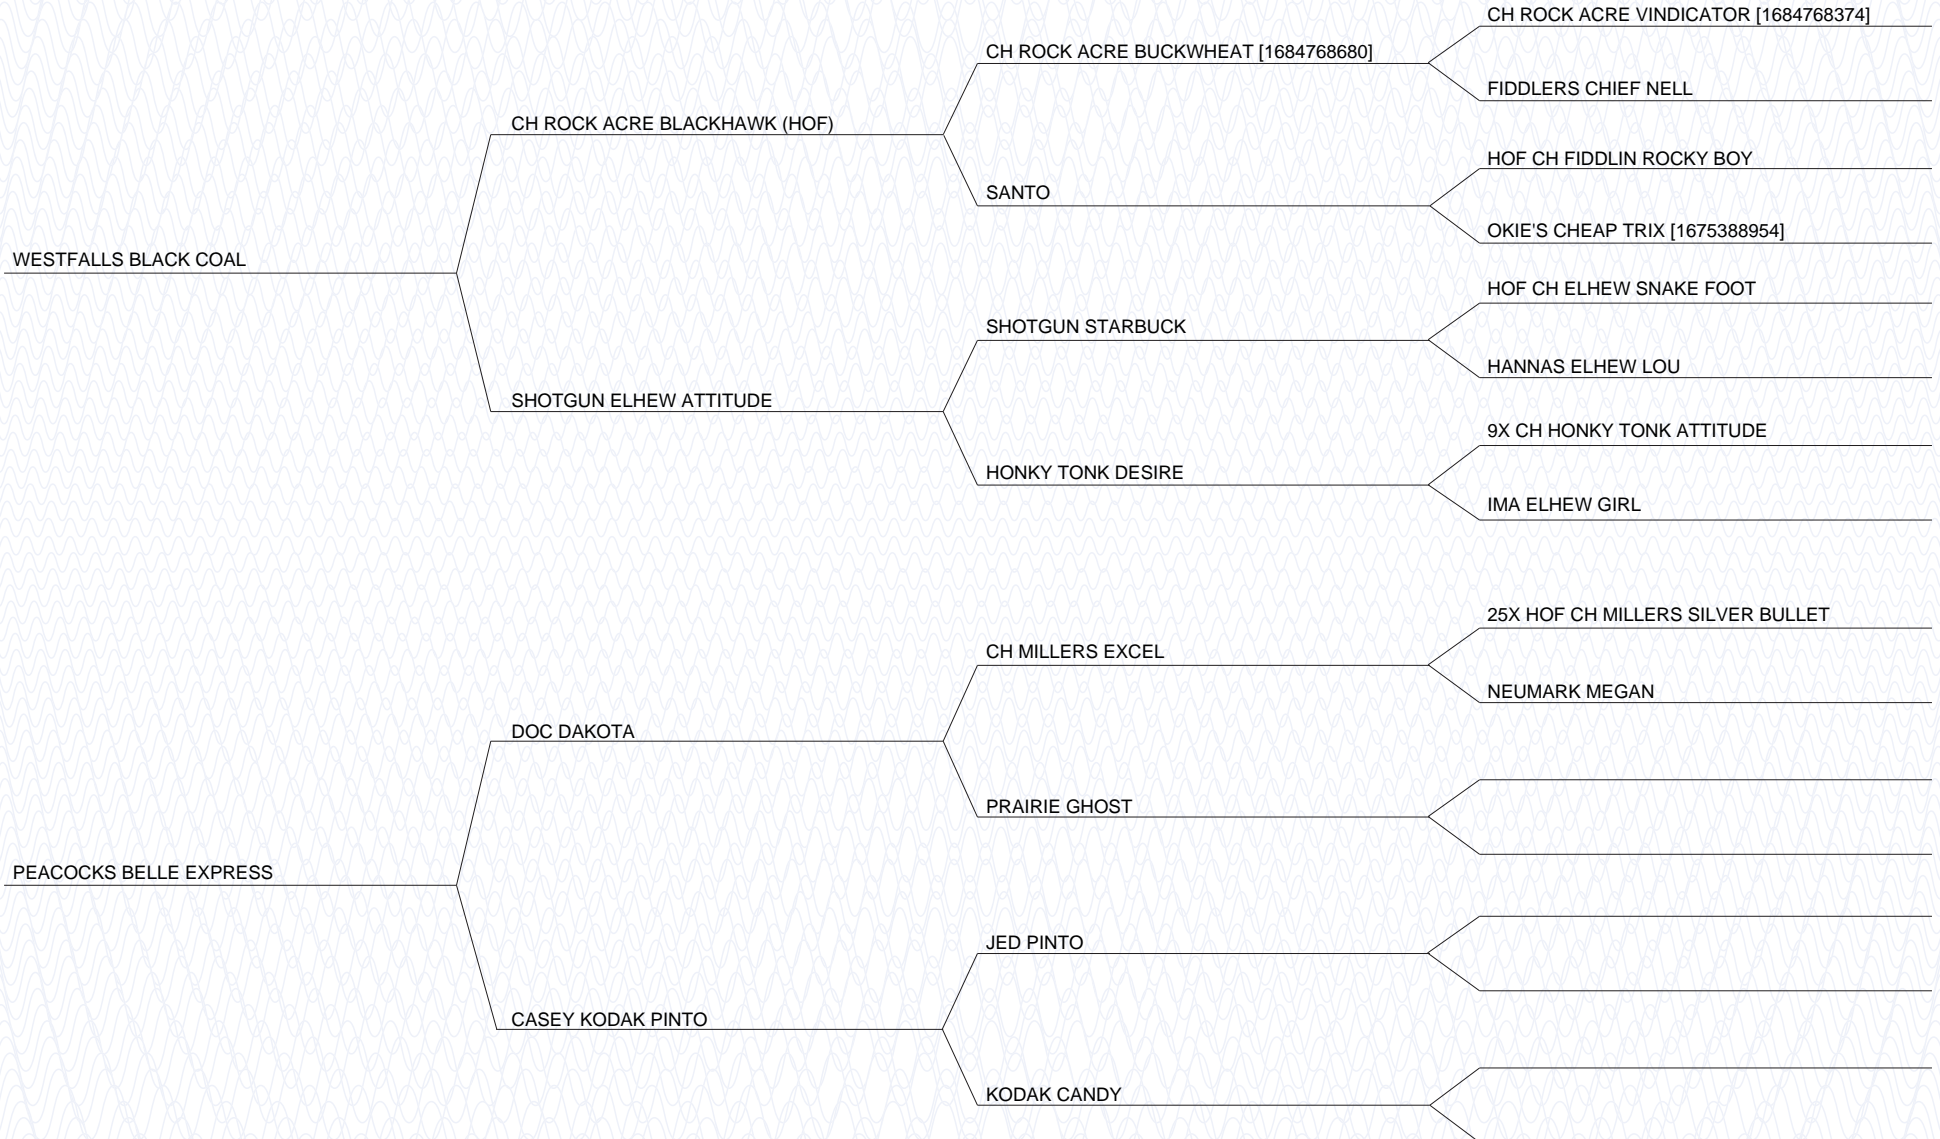 CH ROCK ACRE VINDICATOR [1684768374]
CH ROCK ACRE BUCKWHEAT [1684768680]
FIDDLERS CHIEF NELL
CH ROCK ACRE BLACKHAWK (HOF)
HOF CH FIDDLIN ROCKY BOY
SANTO
OKIE'S CHEAP TRIX [1675388954]
WESTFALLS BLACK COAL
HOF CH ELHEW SNAKE FOOT
SHOTGUN STARBUCK
HANNAS ELHEW LOU
SHOTGUN ELHEW ATTITUDE
9X CH HONKY TONK ATTITUDE
HONKY TONK DESIRE
IMA ELHEW GIRL
25X HOF CH MILLERS SILVER BULLET
CH MILLERS EXCEL
NEUMARK MEGAN
DOC DAKOTA
PRAIRIE GHOST
PEACOCKS BELLE EXPRESS
JED PINTO
CASEY KODAK PINTO
KODAK CANDY